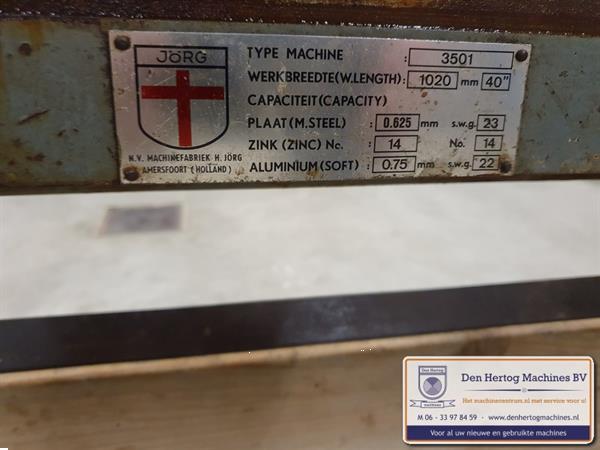 JÖRG
N.V. MACHINEFABRIEK H. JÖRG
AMERSFOORT (HOLLAND)
TYPE MACHINE : 3501
WERKBREEDTE(W.LENGTH): 1020 mm 40"
CAPACITEIT (CAPACITY)
PLAAT (M.STEEL) : 0.625 mm s.w.g. 23
ZINK (ZINC) No. : 14 No. : 14
ALUMINIUM (SOFT) : 0.75 mm s.w.g. 22
Den Hertog
Den Hertog Machines BV
Het machinecentrum.nl met service voor u!
M 06 - 33 97 84 59 - www.denhertogmachines.nl
Voor al uw nieuwe en gebruikte machines